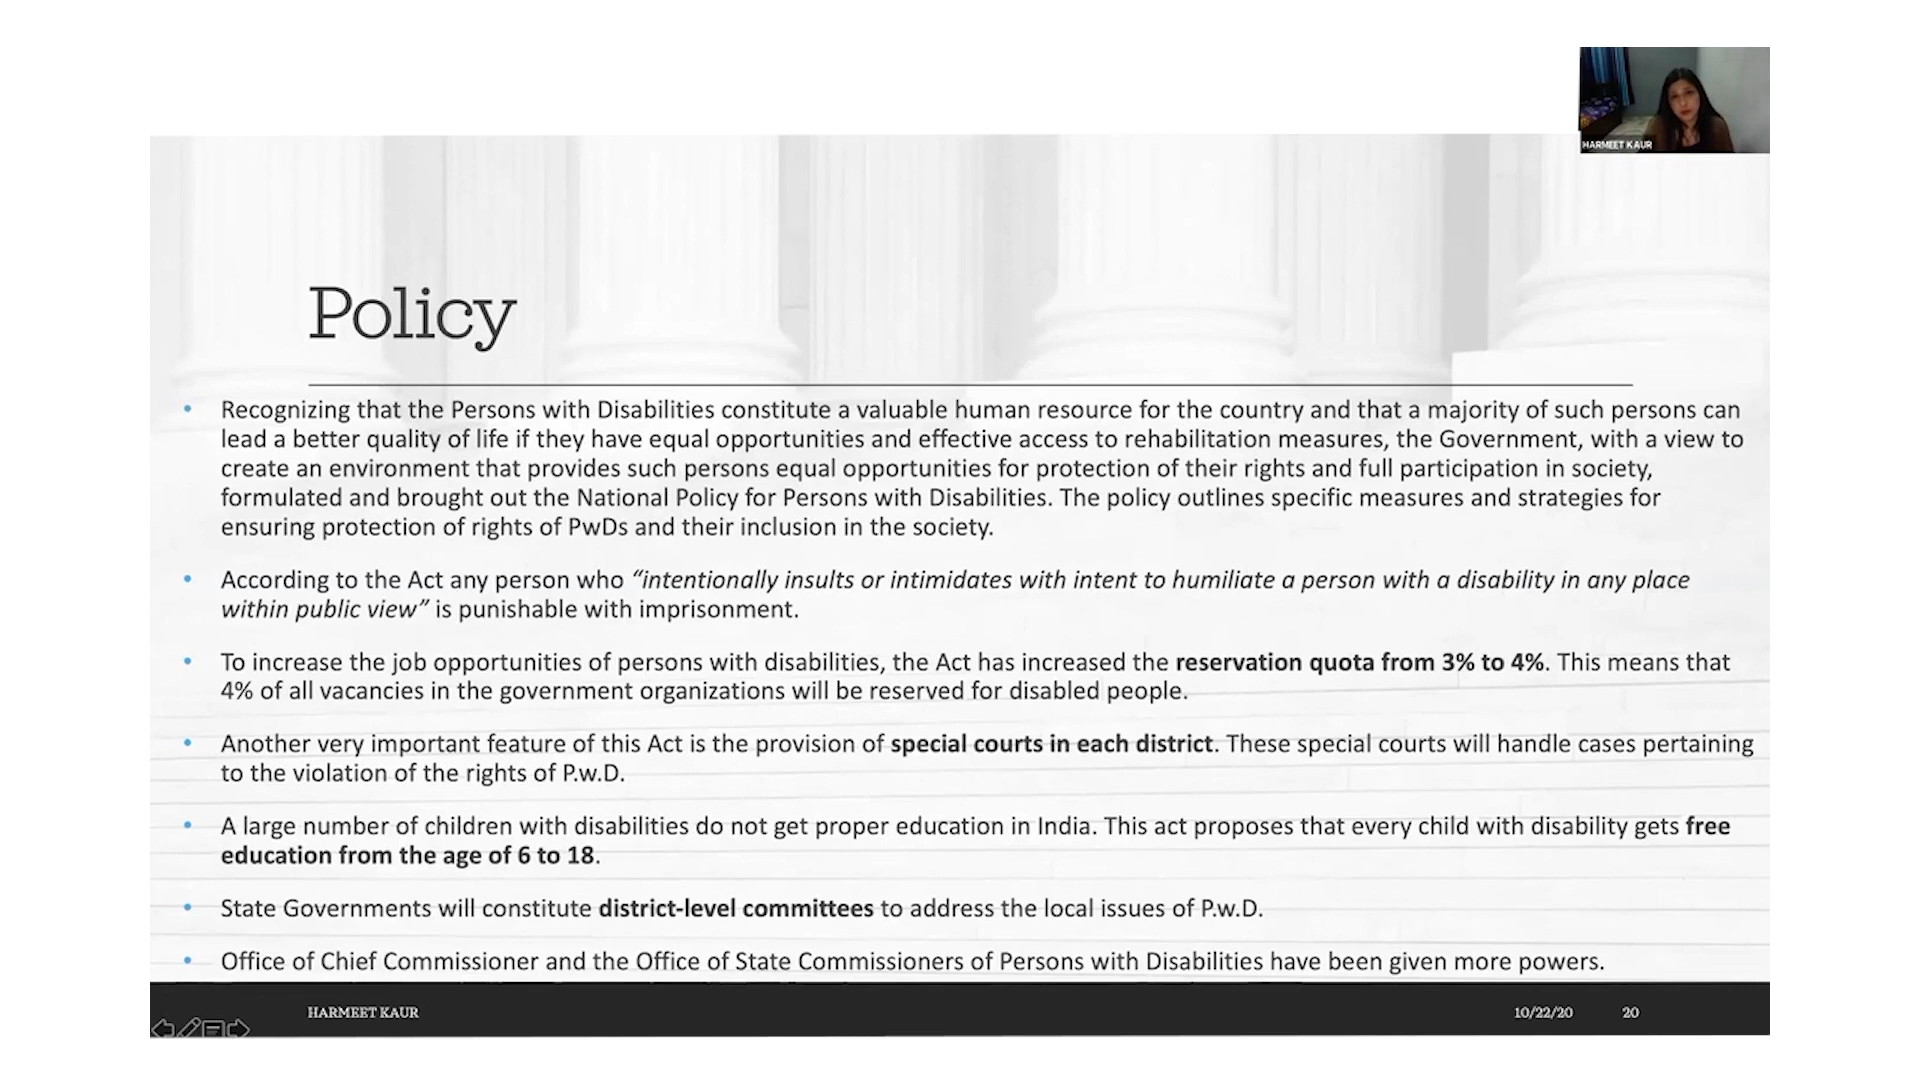 HARMEET KAUR
Policy
• Recognizing that the Persons with Disabilities constitute a valuable human resource for the country and that a majority of such persons can
lead a better quality of life if they have equal opportunities and effective access to rehabilitation measures, the Government, with a view to
create an environment that provides such persons equal opportunities for protection of their rights and full participation in society,
formulated and brought out the National Policy for Persons with Disabilities. The policy outlines specific measures and strategies for
ensuring protection of rights of PwDs and their inclusion in the society.
• According to the Act any person who “intentionally insults or intimidates with intent to humiliate a person with a disability in any place
within public view” is punishable with imprisonment.
• To increase the job opportunities of persons with disabilities, the Act has increased the reservation quota from 3% to 4%. This means that
4% of all vacancies in the government organizations will be reserved for disabled people.
• Another very important feature of this Act is the provision of special courts in each district. These special courts will handle cases pertaining
to the violation of the rights of P.w.D.
• A large number of children with disabilities do not get proper education in India. This act proposes that every child with disability gets free
education from the age of 6 to 18.
• State Governments will constitute district-level committees to address the local issues of P.w.D.
• Office of Chief Commissioner and the Office of State Commissioners of Persons with Disabilities have been given more powers.
HARMEET KAUR 10/22/20 20